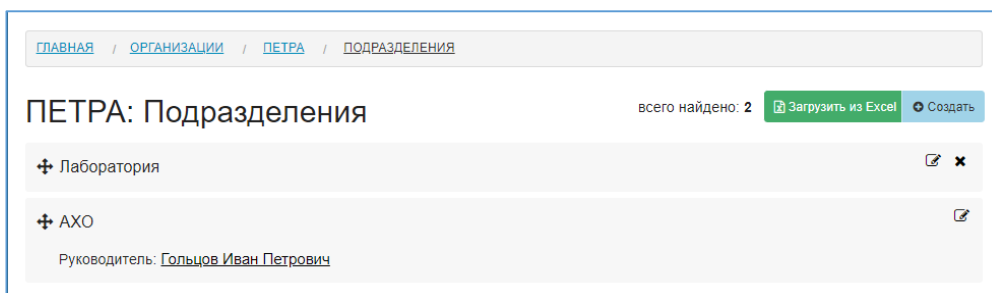 ГЛАВНАЯ / ОРГАНИЗАЦИИ / ПЕТРА / ПОДРАЗДЕЛЕНИЯ
ПЕТРА: Подразделения всего найдено: 2 Загрузить из Excel Создать
Лаборатория
АХО
Руководитель: Гольцов Иван Петрович